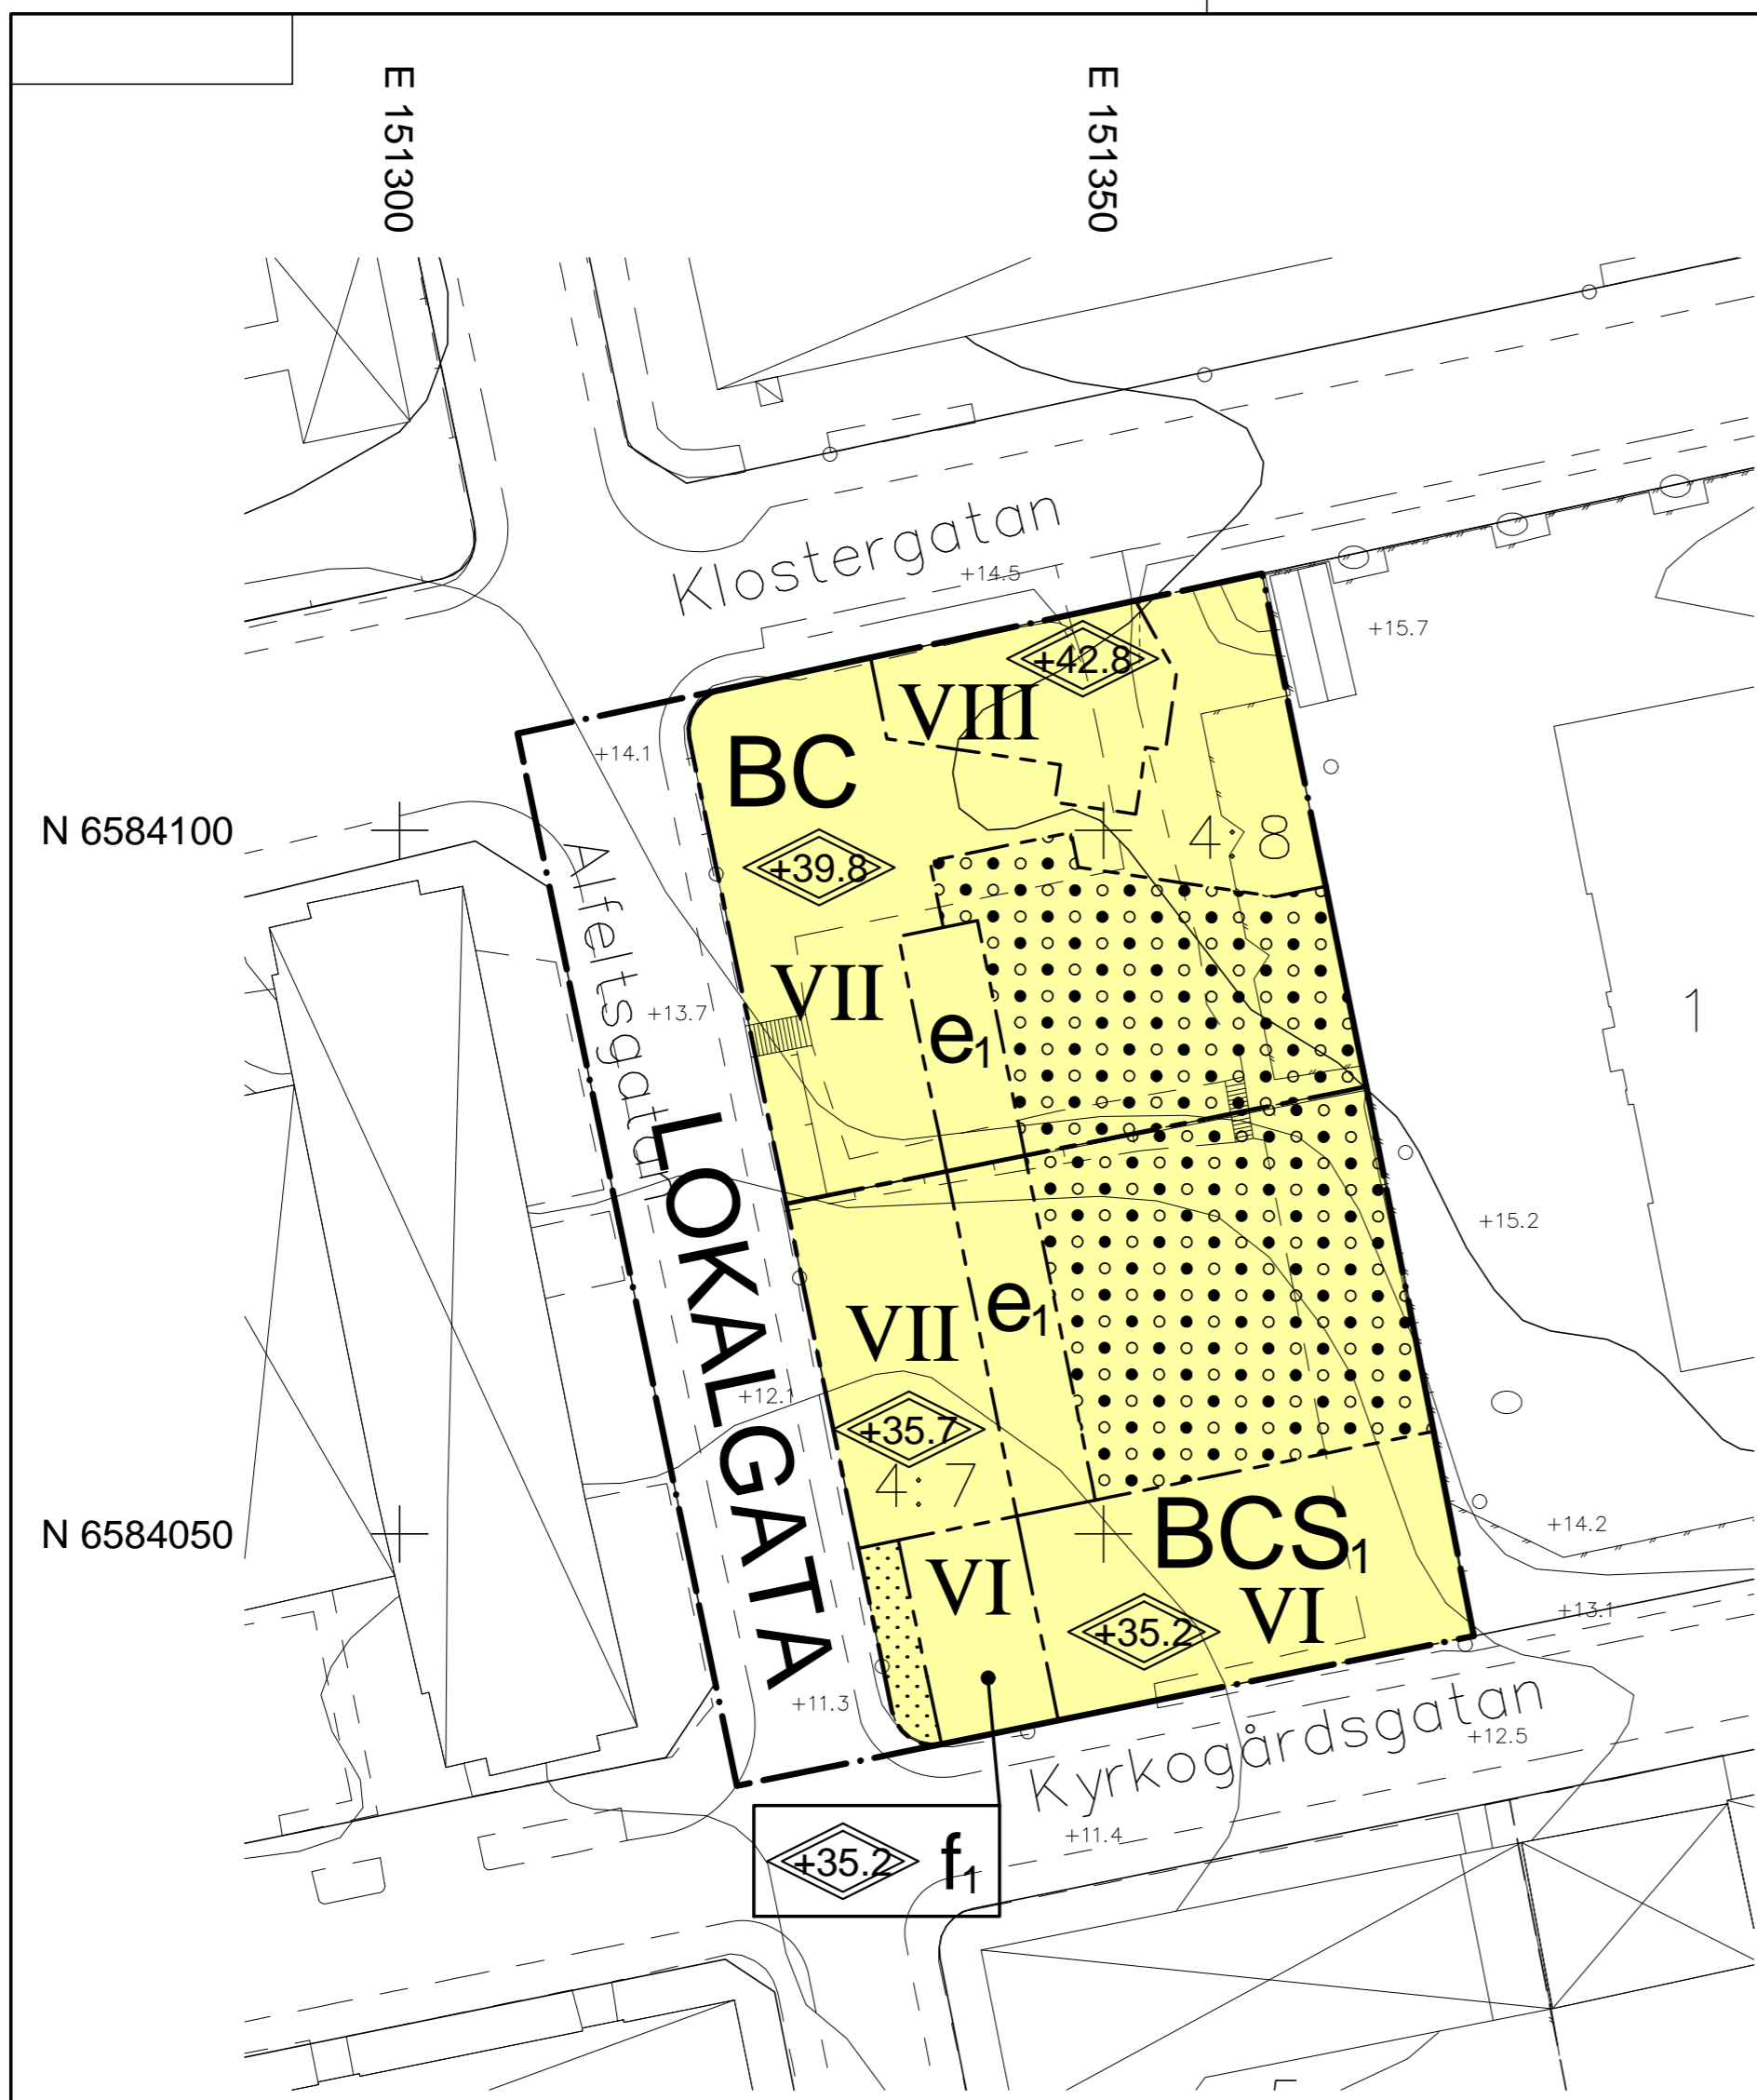 E 151300
E 151350
Klostergatan
+14.5
+15.7
+42.8
VIII
+14.1
BC
N 6584100
4:8
+39.8
Alfeltsgatan
VII
+13.7
e1
1
LOKALGATA
+15.2
e1
VII
+12.1
+35.7
4:7
N 6584050
BCS1
+14.2
VI
VI
+35.2
+13.1
+11.3
Kyrkogårdsgatan
+12.5
+11.4
+35.2 f1